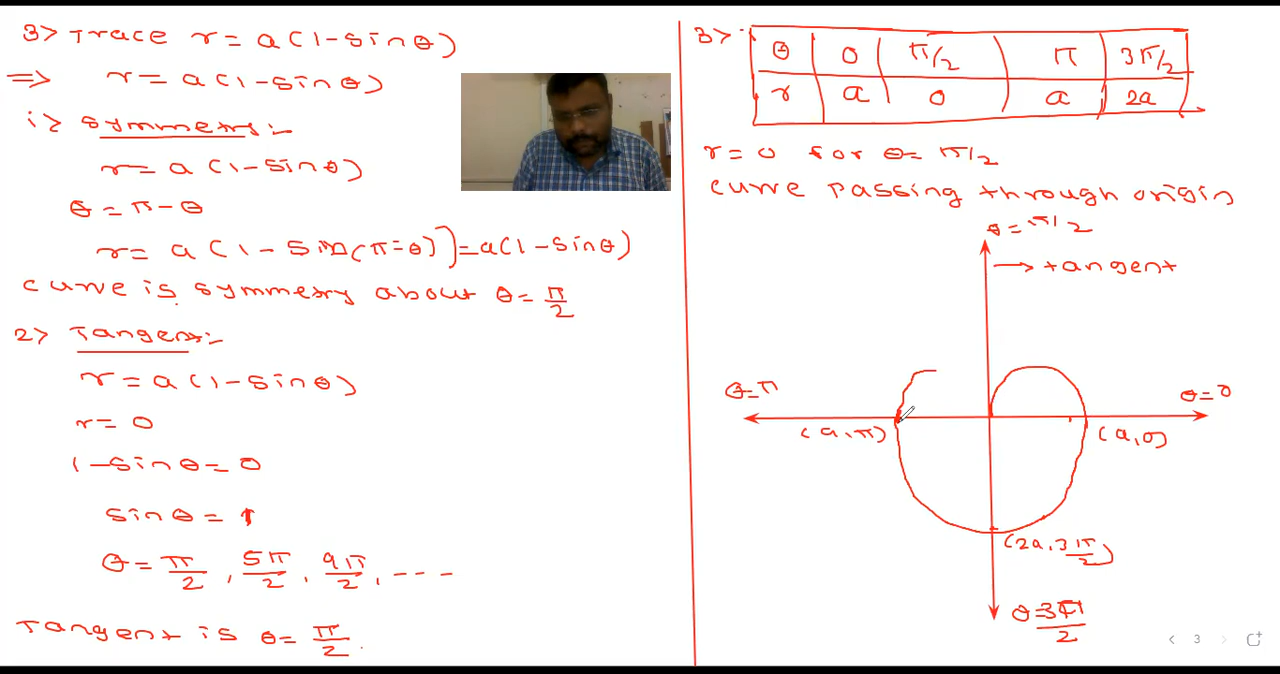 3> Trace r = a(1-sinθ)
=> r = a(1-sinθ)
i> Symmetry:-
r = a(1-sinθ)
θ = π-θ
r = a(1-sin(π-θ)) = a(1-sinθ)
Curve is symmetry about θ = π/2
2> Tangent:-
r = a(1-sinθ)
r = 0
1-sinθ = 0
sinθ = 1
θ = π/2, 5π/2, 9π/2, ---
Tangent is θ = π/2.
3> θ 0 π/2 π 3π/2
r a 0 a 2a
r = 0 for θ = π/2
Curve passing through origin
θ = π/2
→ tangent
θ = π
θ = 0
(a,π)
(a,0)
(2a, 3π/2)
θ = 3π/2
< 3 >